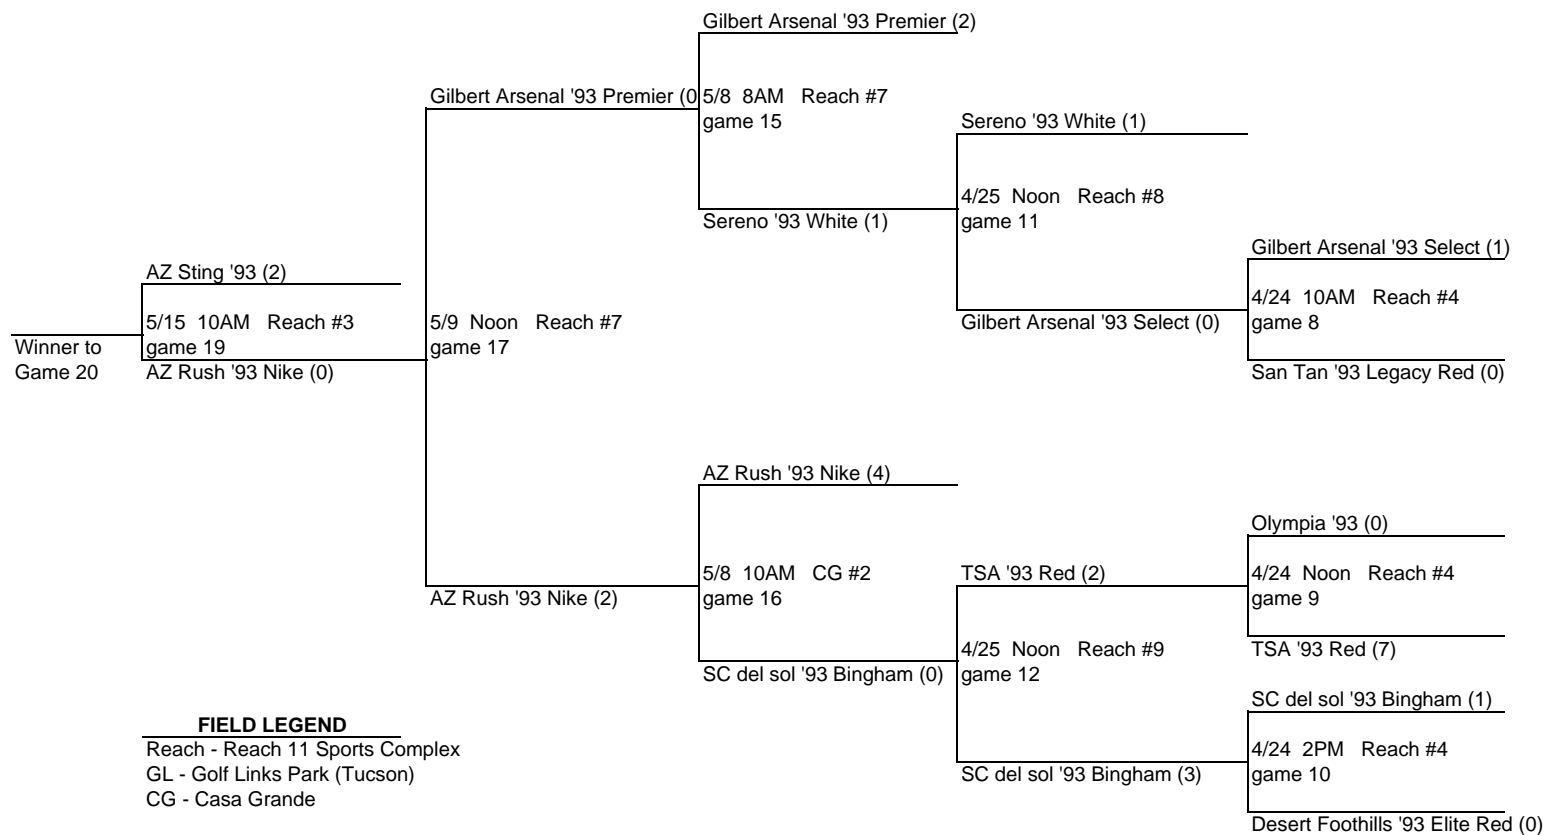 Gilbert Arsenal '93 Premier (2)
Gilbert Arsenal '93 Premier (0
5/8  8AM   Reach #7
game 15
Sereno '93 White (1)
4/25  Noon   Reach #8
game 11
Sereno '93 White (1)
Gilbert Arsenal '93 Select (1)
AZ Sting '93 (2)
4/24  10AM   Reach #4
game 8
5/15  10AM   Reach #3
game 19
5/9  Noon   Reach #7
game 17
Gilbert Arsenal '93 Select (0)
Winner to
Game 20
AZ Rush '93 Nike (0)
San Tan '93 Legacy Red (0)
AZ Rush '93 Nike (4)
Olympia '93 (0)
5/8  10AM   CG #2
game 16
TSA '93 Red (2)
4/24  Noon   Reach #4
game 9
AZ Rush '93 Nike (2)
4/25  Noon   Reach #9
game 12
TSA '93 Red (7)
SC del sol '93 Bingham (0)
SC del sol '93 Bingham (1)
FIELD LEGEND
Reach - Reach 11 Sports Complex
GL - Golf Links Park (Tucson)
CG - Casa Grande
4/24  2PM   Reach #4
game 10
SC del sol '93 Bingham (3)
Desert Foothills '93 Elite Red (0)